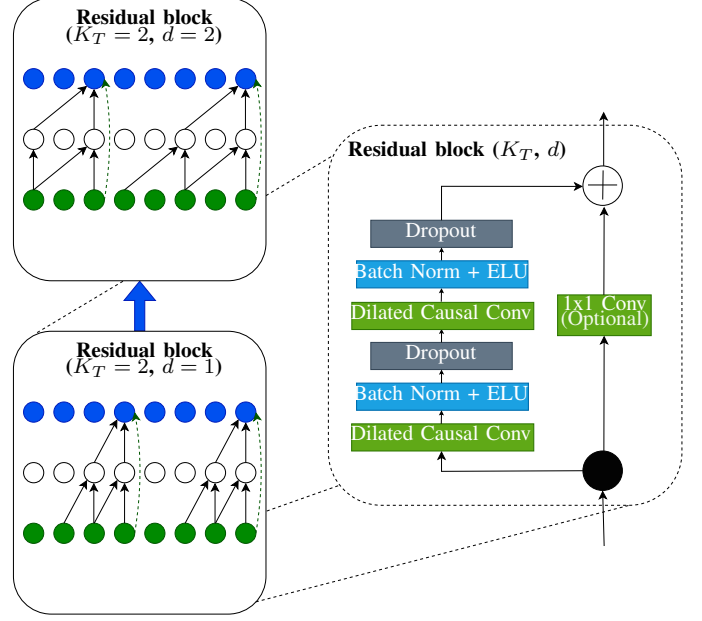 Residual block
(K_T = 2, d = 2)
Residual block (K_T, d)
Dropout
Batch Norm + ELU
Dilated Causal Conv
Dropout
Batch Norm + ELU
Dilated Causal Conv
1x1 Conv
(Optional)
Residual block
(K_T = 2, d = 1)